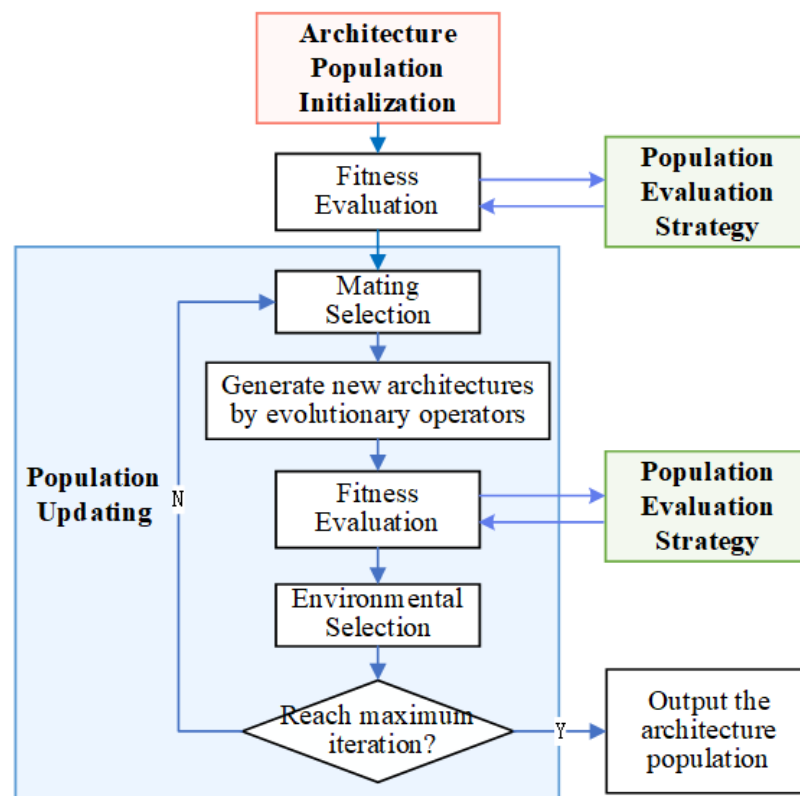 Architecture
Population
Initialization
Fitness
Evaluation
Population
Evaluation
Strategy
Mating
Selection
Generate new architectures
by evolutionary operators
Population
Updating
N
Fitness
Evaluation
Population
Evaluation
Strategy
Environmental
Selection
Reach maximum
iteration?
Y
Output the
architecture
population